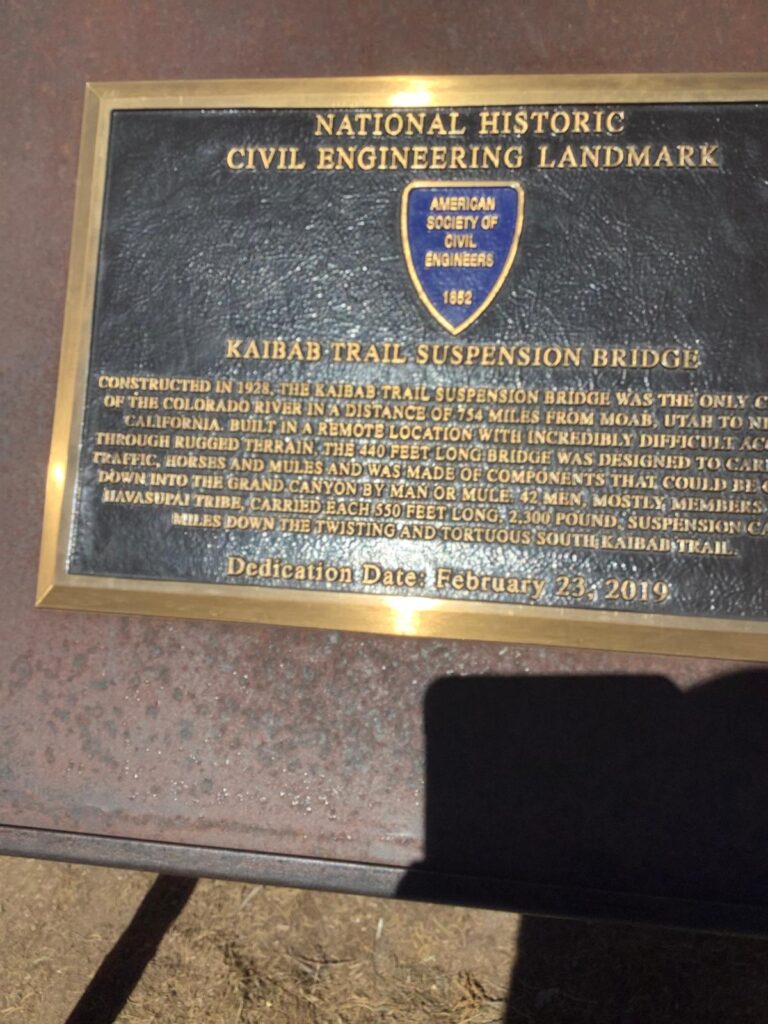 NATIONAL HISTORIC
CIVIL ENGINEERING LANDMARK
AMERICAN
SOCIETY OF
CIVIL
ENGINEERS
1852
KAIBAB TRAIL SUSPENSION BRIDGE
CONSTRUCTED IN 1928, THE KAIBAB TRAIL SUSPENSION BRIDGE WAS THE ONLY
OF THE COLORADO RIVER IN A DISTANCE OF 754 MILES FROM MOAB, UTAH TO
CALIFORNIA. BUILT IN A REMOTE LOCATION WITH INCREDIBLY DIFFICULT
THROUGH RUGGED TERRAIN, THE 440 FEET LONG BRIDGE WAS DESIGNED TO
TRAFFIC, HORSES AND MULES AND WAS MADE OF COMPONENTS THAT COULD BE
DOWN INTO THE GRAND CANYON BY MAN OR MULE. 42 MEN, MOSTLY MEMBERS
HAVASUPAI TRIBE, CARRIED EACH 550 FEET LONG, 2,300 POUND, SUSPENSION
MILES DOWN THE TWISTING AND TORTUOUS SOUTH KAIBAB TRAIL.
Dedication Date: February 23, 2019